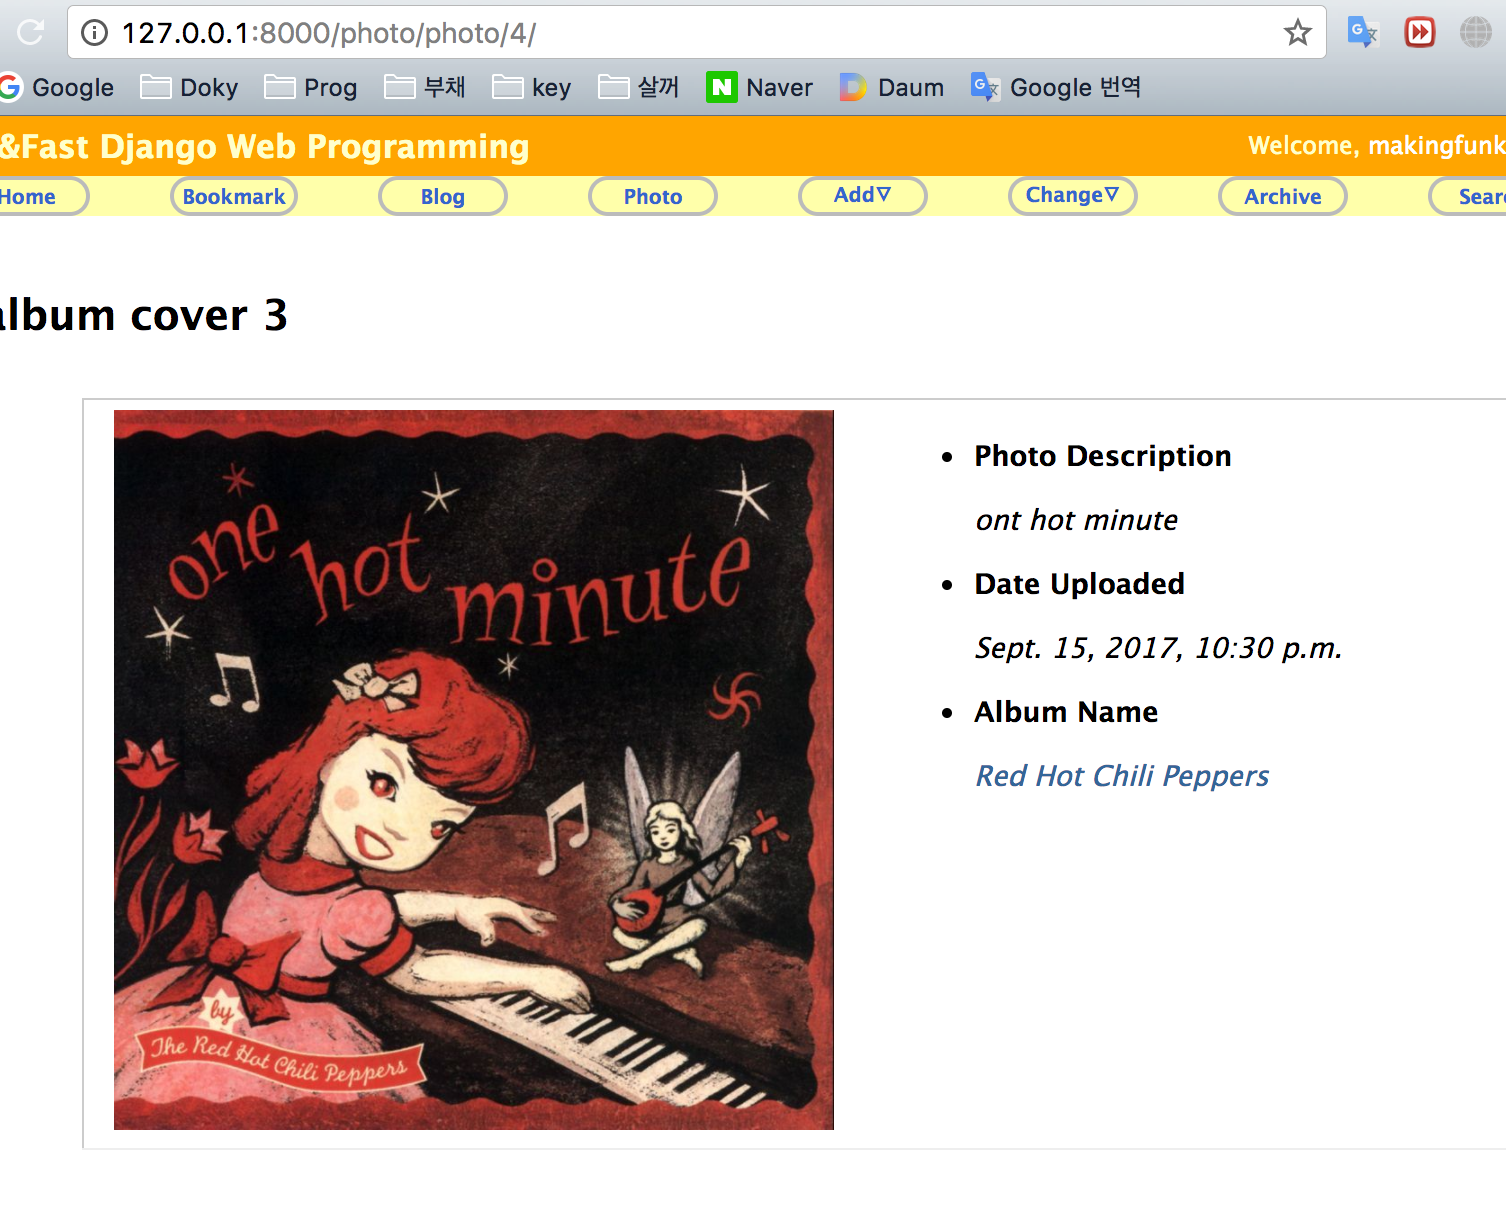 127.0.0.1:8000/photo/photo/4/
Google Doky Prog 부채 key 살꺼 Naver Daum Google 번역
&Fast Django Web Programming Welcome, makingfunk
Home Bookmark Blog Photo Add▽ Change▽ Archive Sear
album cover 3
one hot minute
by
The Red Hot Chili Peppers
• Photo Description
ont hot minute
• Date Uploaded
Sept. 15, 2017, 10:30 p.m.
• Album Name
Red Hot Chili Peppers